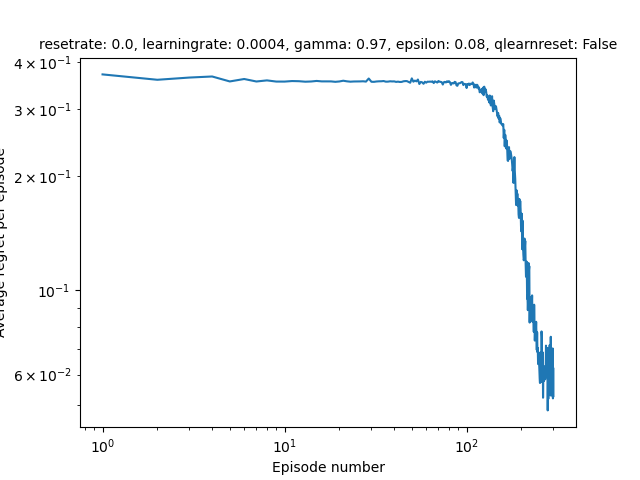 resetrate: 0.0, learningrate: 0.0004, gamma: 0.97, epsilon: 0.08, qlearnreset: False
4 × 10⁻¹
3 × 10⁻¹
2 × 10⁻¹
10⁻¹
6 × 10⁻²
Average regret per episode
10⁰ 10¹ 10²
Episode number